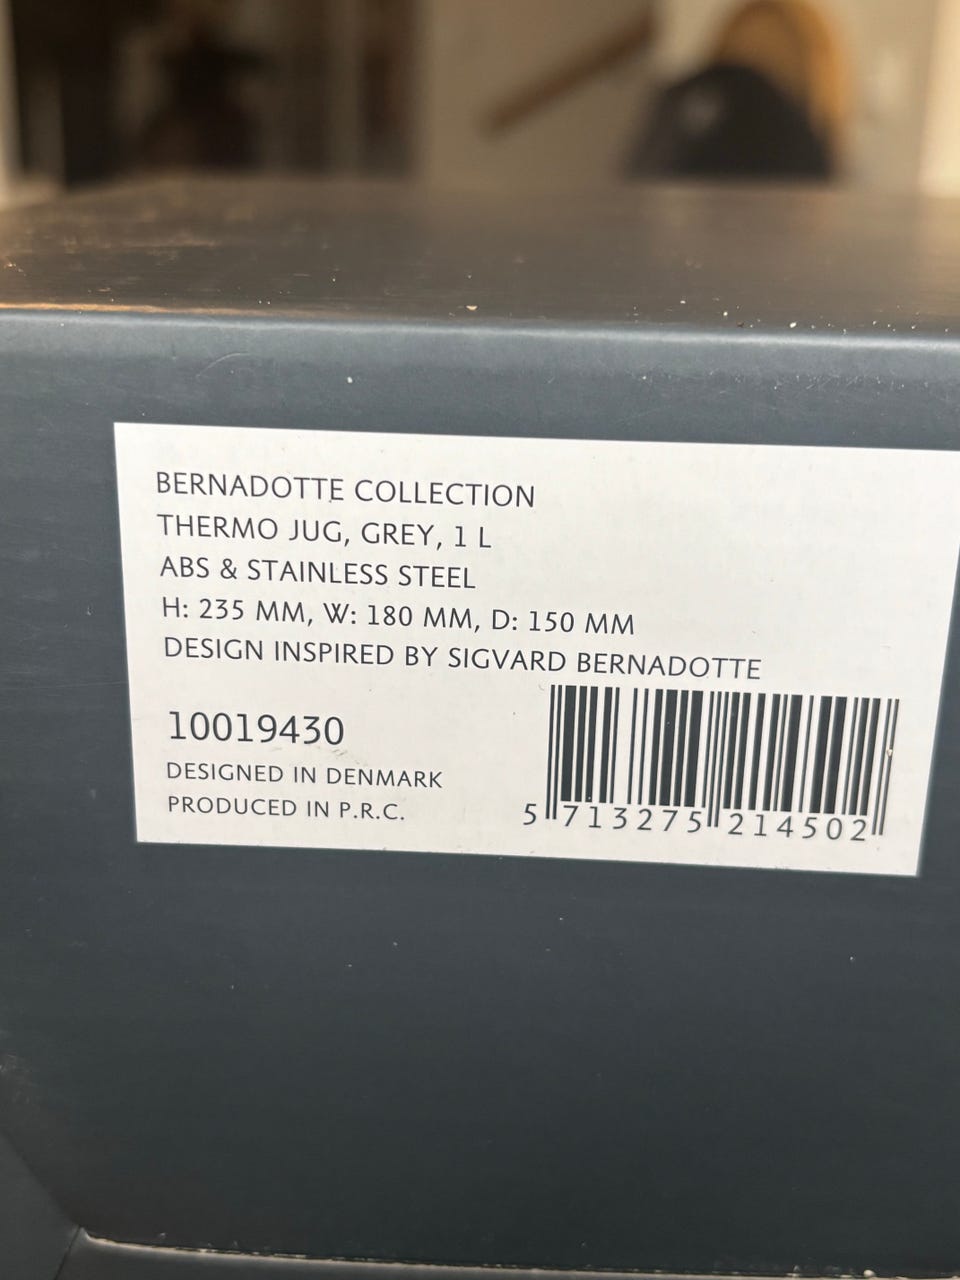 BERNADOTTE COLLECTION
THERMO JUG, GREY, 1 L
ABS & STAINLESS STEEL
H: 235 MM, W: 180 MM, D: 150 MM
DESIGN INSPIRED BY SIGVARD BERNADOTTE
10019430
DESIGNED IN DENMARK
PRODUCED IN P.R.C.
5 713275 214502